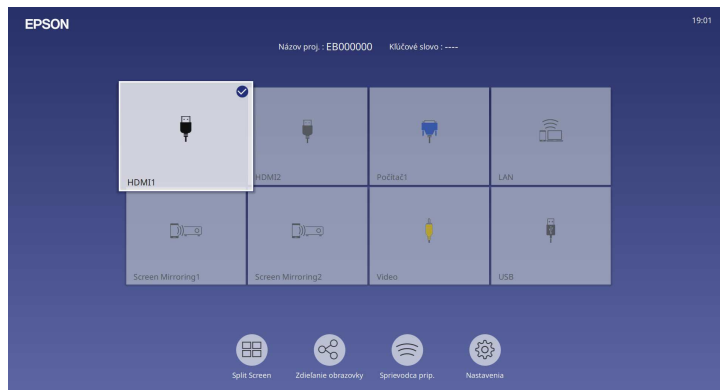 EPSON
19:01
Názov proj. : EB000000 Kľúčové slovo : ----
HDMI1
HDMI2
Počítač1
LAN
Screen Mirroring1
Screen Mirroring2
Video
USB
Split Screen
Zdieľanie obrazovky
Sprievodca prip.
Nastavenia